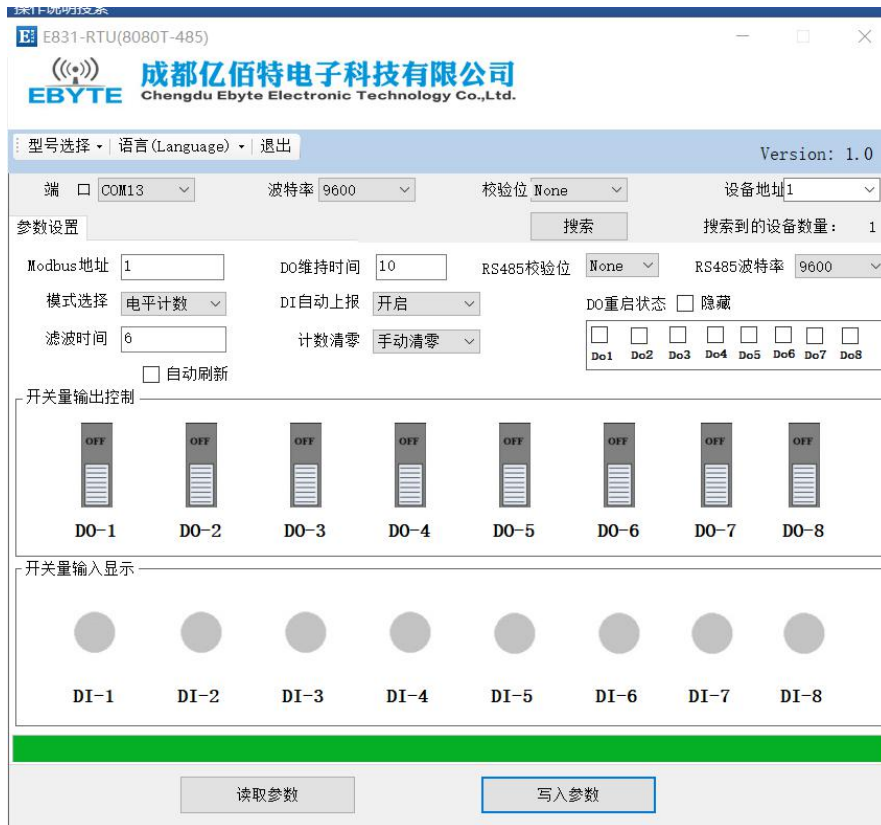 操作说明搜索
E831-RTU(8080T-485)
EBYTE 成都亿佰特电子科技有限公司
Chengdu Ebyte Electronic Technology Co.,Ltd.
型号选择 语言(Language) 退出
Version: 1.0
端 口 COM13 波特率 9600 校验位 None 设备地址 1
参数设置 搜索 搜索到的设备数量: 1
Modbus地址 1 DO维持时间 10 RS485校验位 None RS485波特率 9600
模式选择 电平计数 DI自动上报 开启 DO重启状态 隐藏
滤波时间 6 计数清零 手动清零
Do1 Do2 Do3 Do4 Do5 Do6 Do7 Do8
自动刷新
开关量输出控制
OFF OFF OFF OFF OFF OFF OFF OFF
DO-1 DO-2 DO-3 DO-4 DO-5 DO-6 DO-7 DO-8
开关量输入显示
DI-1 DI-2 DI-3 DI-4 DI-5 DI-6 DI-7 DI-8
读取参数 写入参数